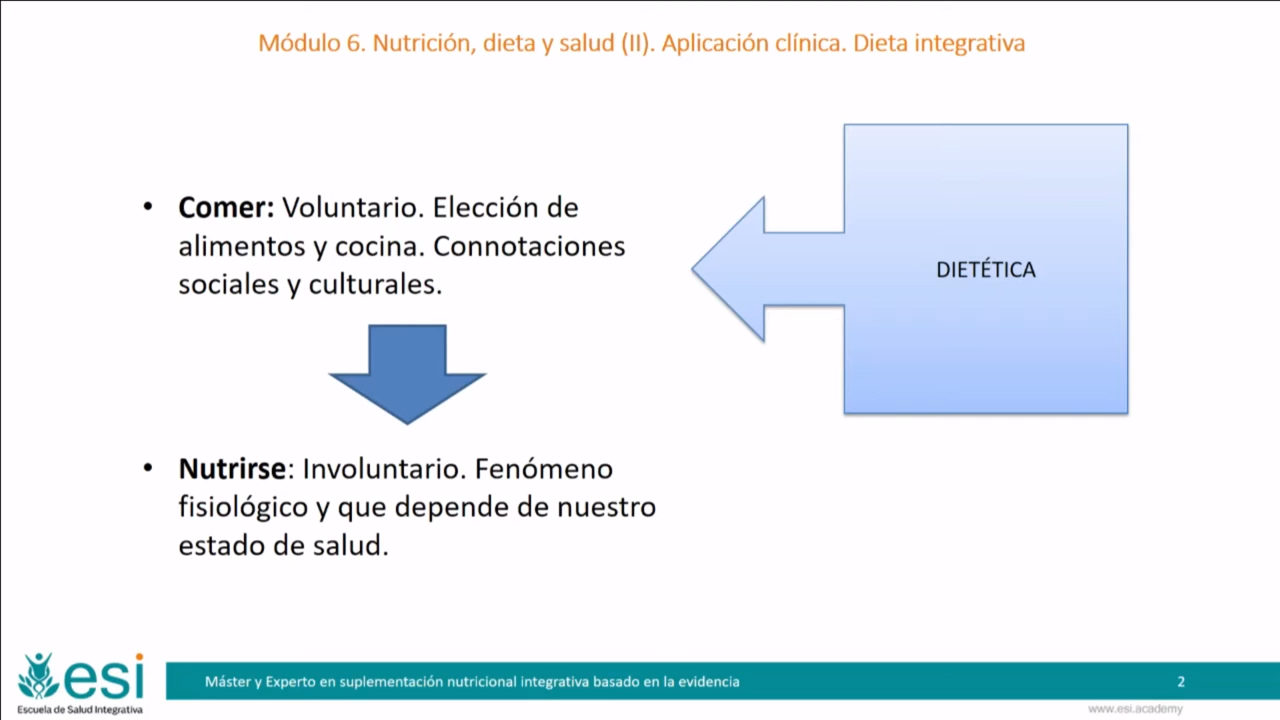 Módulo 6. Nutrición, dieta y salud (II). Aplicación clínica. Dieta integrativa
• Comer: Voluntario. Elección de
alimentos y cocina. Connotaciones
sociales y culturales.
DIETÉTICA
• Nutrirse: Involuntario. Fenómeno
fisiológico y que depende de nuestro
estado de salud.
esi
Escuela de Salud Integrativa
Máster y Experto en suplementación nutricional integrativa basado en la evidencia
2
www.esi.academy